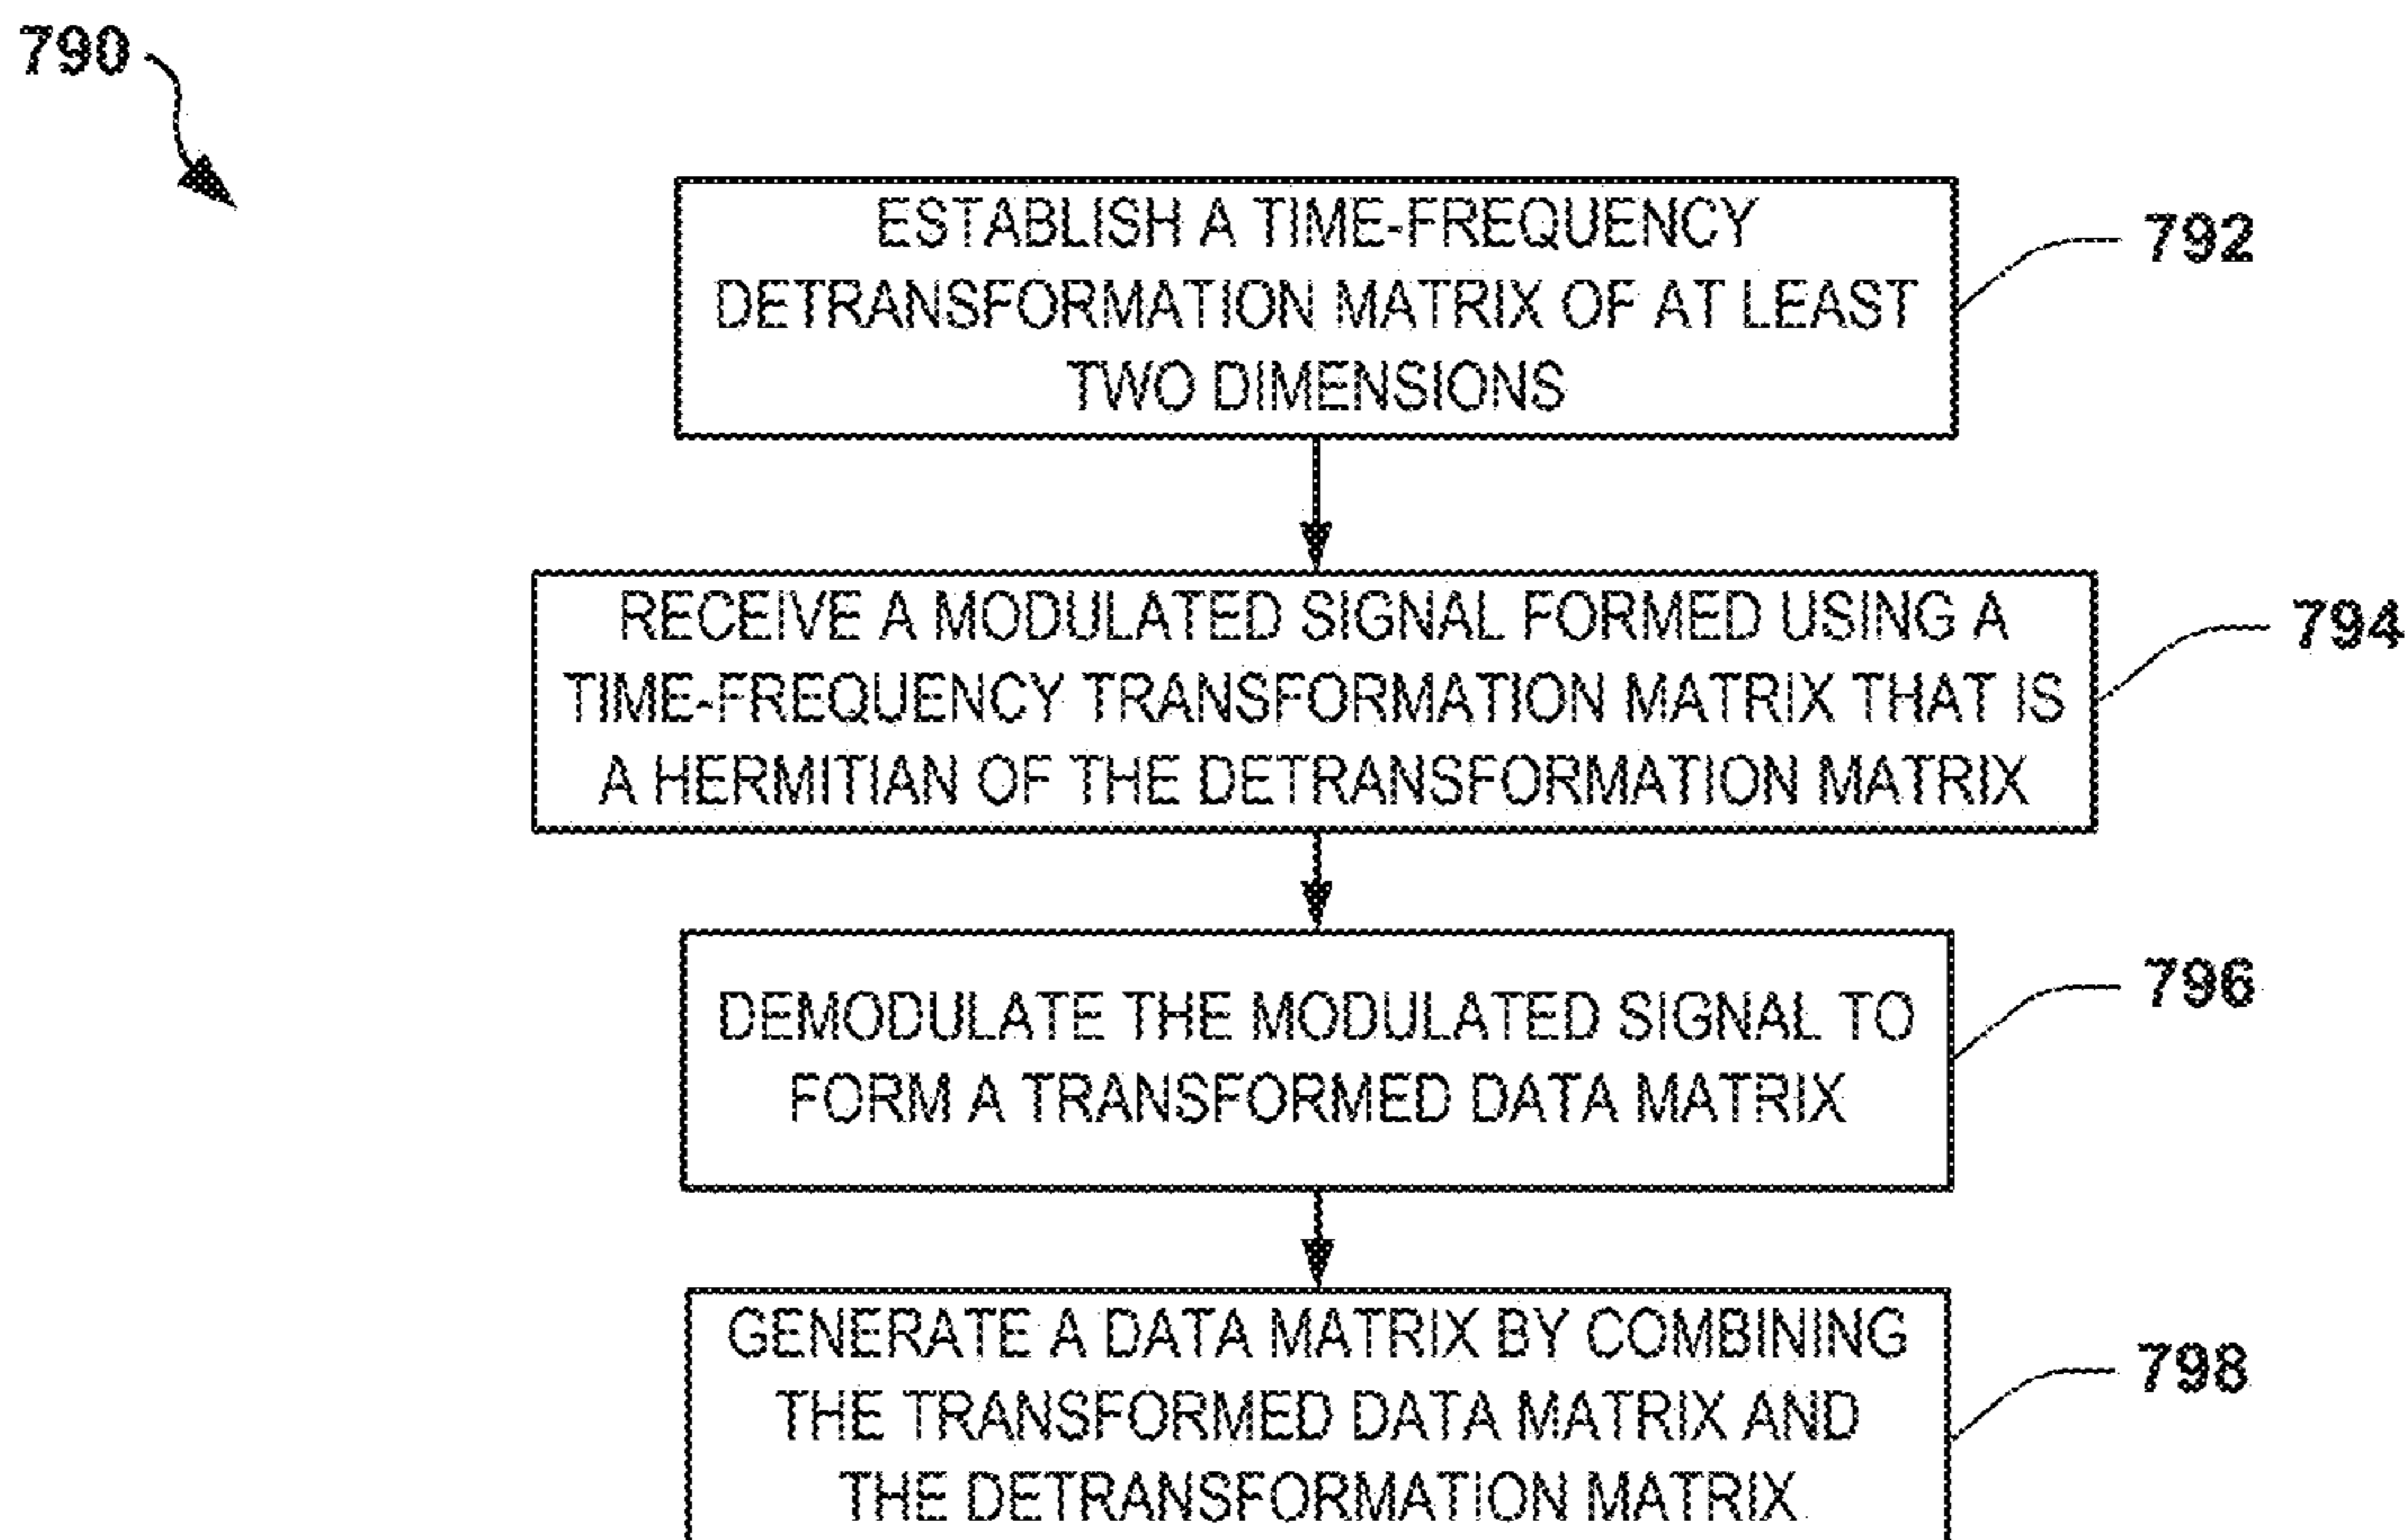 790
ESTABLISH A TIME-FREQUENCY
DETRANSFORMATION MATRIX OF AT LEAST
TWO DIMENSIONS
792
RECEIVE A MODULATED SIGNAL FORMED USING A
TIME-FREQUENCY TRANSFORMATION MATRIX THAT IS
A HERMITIAN OF THE DETRANSFORMATION MATRIX
794
DEMODULATE THE MODULATED SIGNAL TO
FORM A TRANSFORMED DATA MATRIX
796
GENERATE A DATA MATRIX BY COMBINING
THE TRANSFORMED DATA MATRIX AND
THE DETRANSFORMATION MATRIX
798